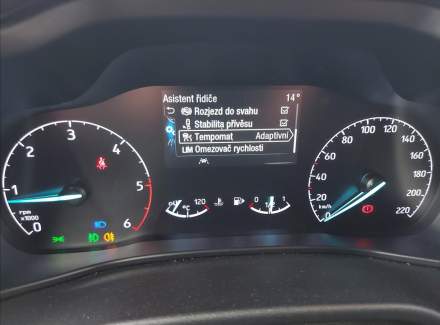 Asistent řidiče 14°
Rozjezd do svahu
Stabilita přívěsu
Tempomat Adaptivní
LIM Omezovač rychlosti
0 1 2 3 4 5 6
rpm
x1000
120
°C
0 1
0 20 40 60 80 100 120 140 160 180 200 220
km/h